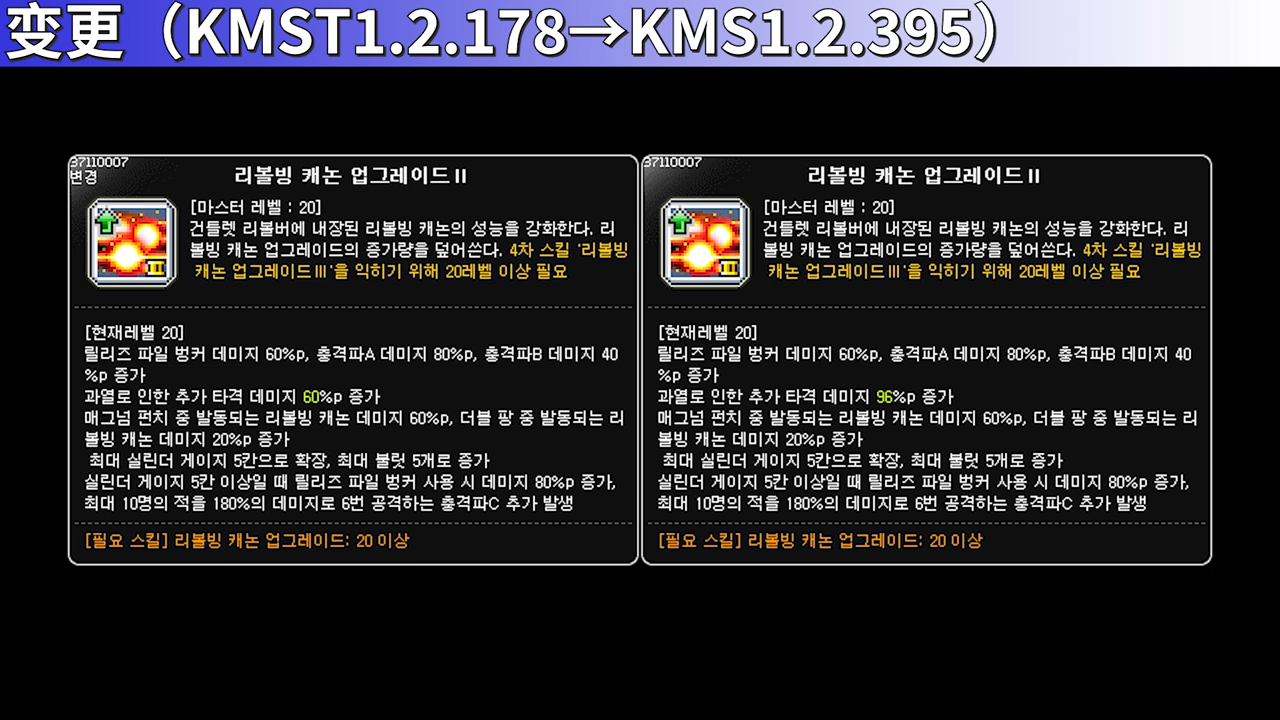 变更（KMST1.2.178→KMS1.2.395）
37110007
변경
리볼빙 캐논 업그레이드 II
[마스터 레벨 : 20]
건틀렛 리볼버에 내장된 리볼빙 캐논의 성능을 강화한다. 리
볼빙 캐논 업그레이드의 증가량을 덮어쓴다. 4차 스킬 '리볼빙
캐논 업그레이드III'을 익히기 위해 20레벨 이상 필요
[현재레벨 20]
릴리즈 파일 벙커 데미지 60%p, 충격파A 데미지 80%p, 충격파B 데미지 40
%p 증가
과열로 인한 추가 타격 데미지 60%p 증가
매그넘 펀치 중 발동되는 리볼빙 캐논 데미지 60%p, 더블 팡 중 발동되는 리
볼빙 캐논 데미지 20%p 증가
최대 실린더 게이지 5칸으로 확장, 최대 불릿 5개로 증가
실린더 게이지 5칸 이상일 때 릴리즈 파일 벙커 사용 시 데미지 80%p 증가,
최대 10명의 적을 180%의 데미지로 6번 공격하는 충격파C 추가 발생
[필요 스킬] 리볼빙 캐논 업그레이드: 20 이상
37110007
리볼빙 캐논 업그레이드 II
[마스터 레벨 : 20]
건틀렛 리볼버에 내장된 리볼빙 캐논의 성능을 강화한다. 리
볼빙 캐논 업그레이드의 증가량을 덮어쓴다. 4차 스킬 '리볼빙
캐논 업그레이드III'을 익히기 위해 20레벨 이상 필요
[현재레벨 20]
릴리즈 파일 벙커 데미지 60%p, 충격파A 데미지 80%p, 충격파B 데미지 40
%p 증가
과열로 인한 추가 타격 데미지 96%p 증가
매그넘 펀치 중 발동되는 리볼빙 캐논 데미지 60%p, 더블 팡 중 발동되는 리
볼빙 캐논 데미지 20%p 증가
최대 실린더 게이지 5칸으로 확장, 최대 불릿 5개로 증가
실린더 게이지 5칸 이상일 때 릴리즈 파일 벙커 사용 시 데미지 80%p 증가,
최대 10명의 적을 180%의 데미지로 6번 공격하는 충격파C 추가 발생
[필요 스킬] 리볼빙 캐논 업그레이드: 20 이상